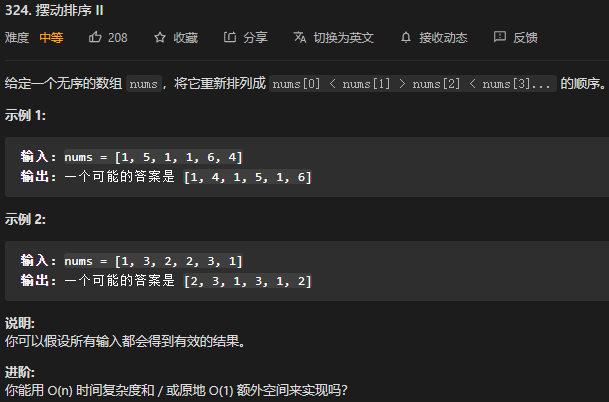 324. 摆动排序 II
难度 中等 208 收藏 分享 切换为英文 接收动态 反馈
给定一个无序的数组 nums，将它重新排列成 nums[0] < nums[1] > nums[2] < nums[3]... 的顺序。
示例 1:
输入: nums = [1, 5, 1, 1, 6, 4]
输出: 一个可能的答案是 [1, 4, 1, 5, 1, 6]
示例 2:
输入: nums = [1, 3, 2, 2, 3, 1]
输出: 一个可能的答案是 [2, 3, 1, 3, 1, 2]
说明:
你可以假设所有输入都会得到有效的结果。
进阶:
你能用 O(n) 时间复杂度和 / 或原地 O(1) 额外空间来实现吗？